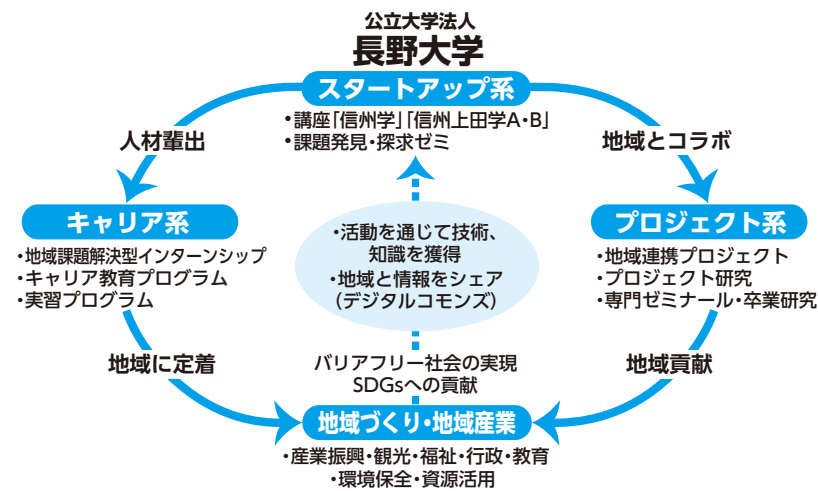 公立大学法人
長野大学
スタートアップ系
・講座「信州学」「信州上田学A・B」
・課題発見・探求ゼミ
人材輩出
地域とコラボ
キャリア系
・地域課題解決型インターンシップ
・キャリア教育プログラム
・実習プログラム
・活動を通じて技術、
知識を獲得
・地域と情報をシェア
(デジタルコモンズ)
プロジェクト系
・地域連携プロジェクト
・プロジェクト研究
・専門ゼミナール・卒業研究
地域に定着
バリアフリー社会の実現
SDGsへの貢献
地域貢献
地域づくり・地域産業
・産業振興・観光・福祉・行政・教育
・環境保全・資源活用